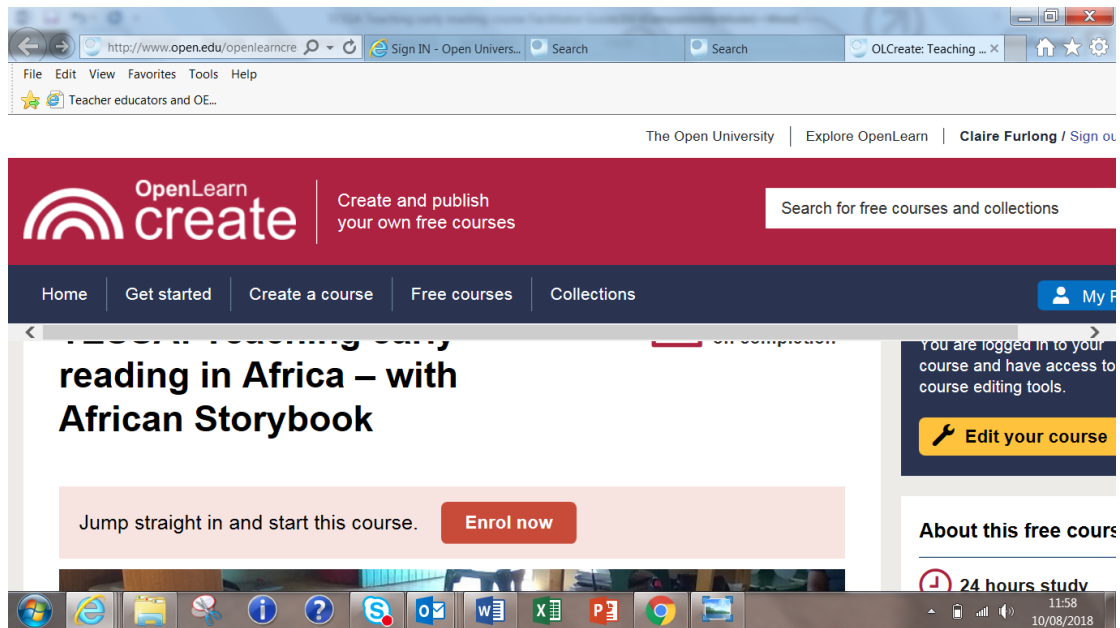 http://www.open.edu/openlearncre
Sign IN - Open Univers...
Search
Search
OLCreate: Teaching ...
File Edit View Favorites Tools Help
Teacher educators and OE...
The Open University | Explore OpenLearn | Claire Furlong / Sign ou
OpenLearn
create
Create and publish
your own free courses
Search for free courses and collections
Home
Get started
Create a course
Free courses
Collections
My P
reading in Africa – with
African Storybook
You are logged in to your
course and have access to
course editing tools.
Edit your course
Jump straight in and start this course.
Enrol now
About this free cours
24 hours study
11:58
10/08/2018